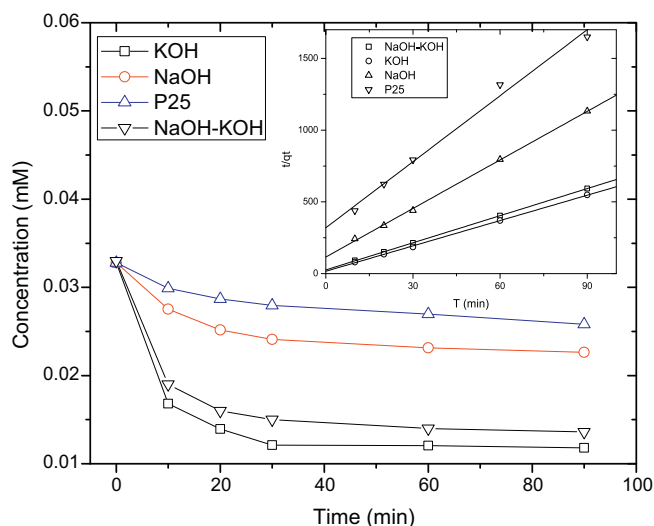 0.06
0.05
0.04
0.03
0.02
0.01
Concentration (mM)
KOH
NaOH
P25
NaOH-KOH
0
20
40
60
80
100
Time (min)
1500
1000
500
0
t/qt
NaOH-KOH
KOH
NaOH
P25
0
30
60
90
T (min)